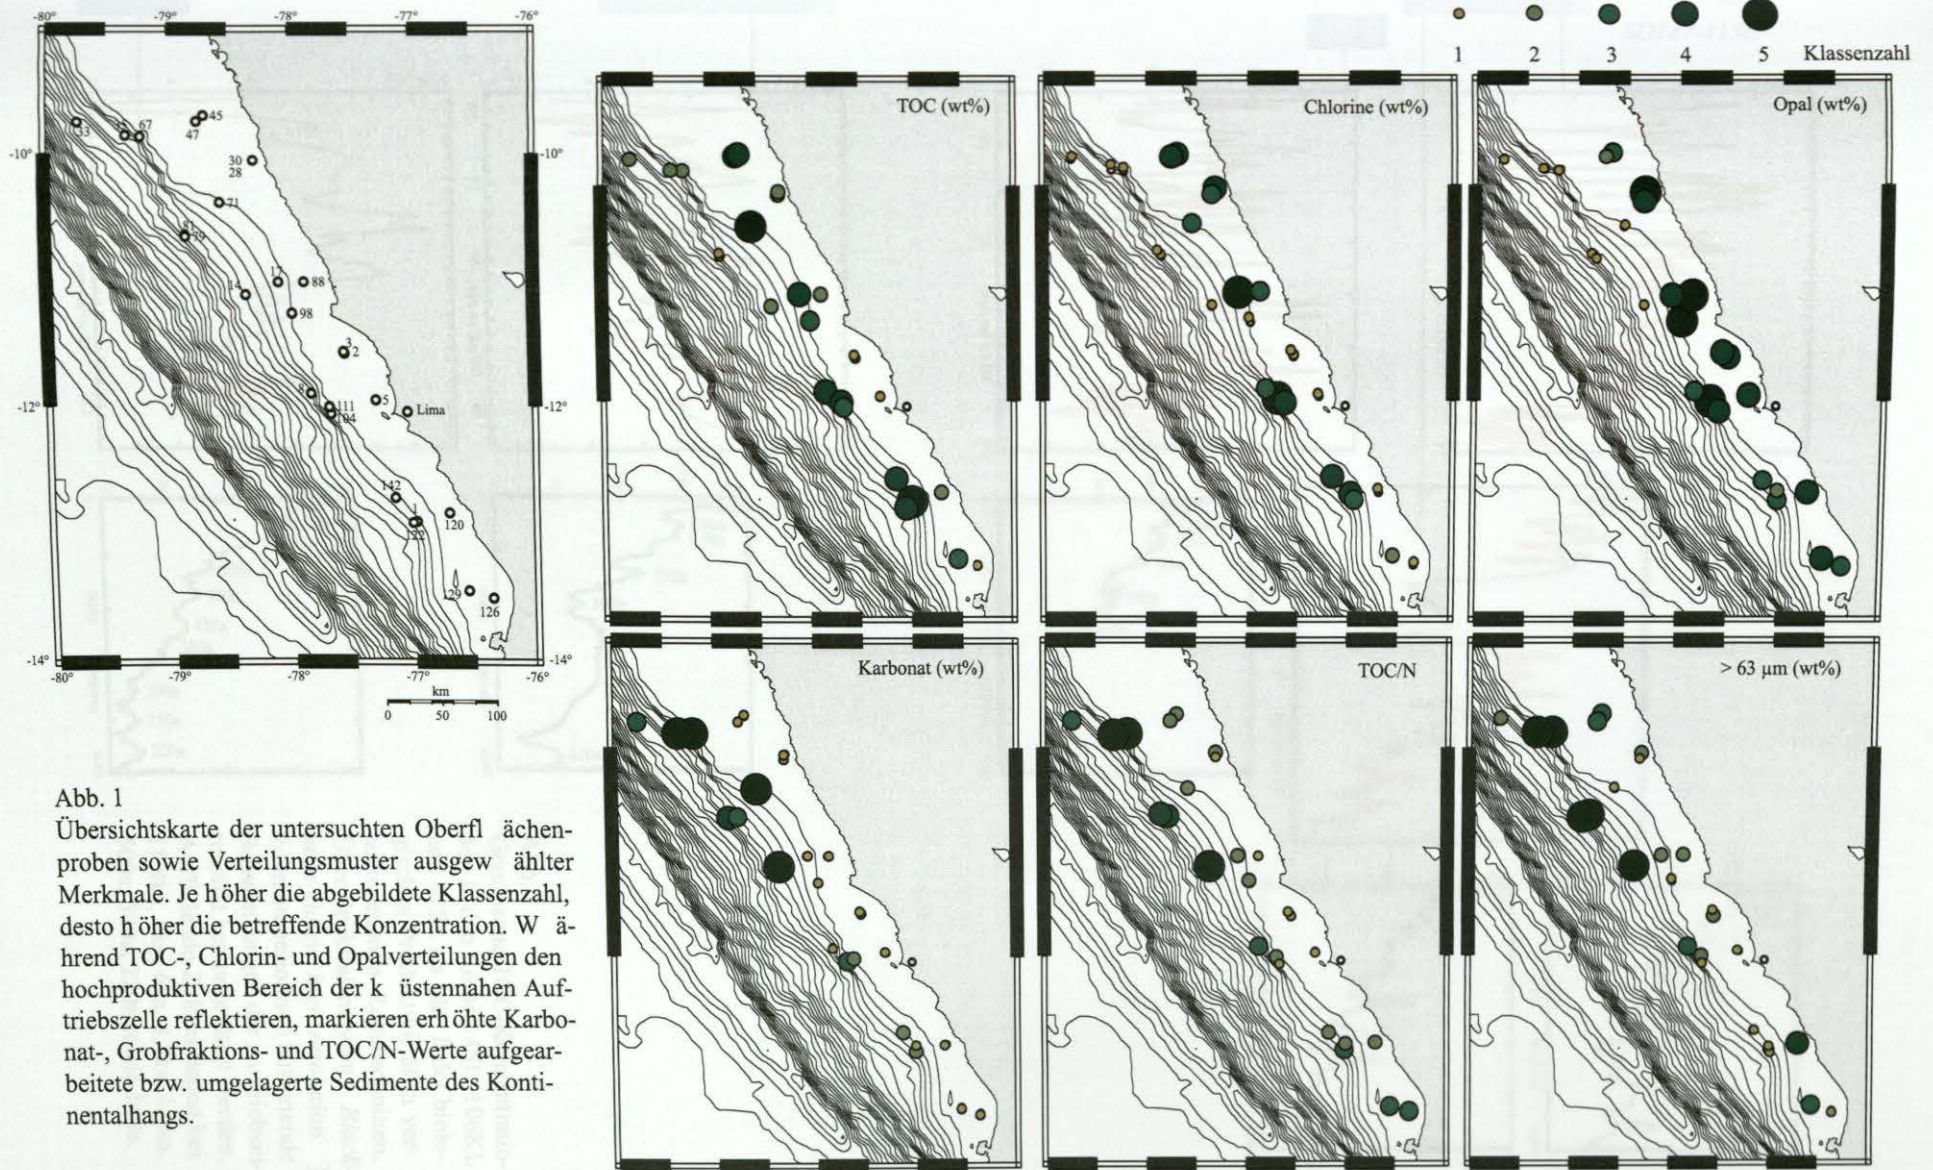 -80°
-79°
-78°
-77°
-76°
33
67
45
47
-10°
-10°
30
28
71
79
17
88
14
98
3
2
8
5
111
104
Lima
-12°
-12°
142
1
122
120
129
126
-14°
-14°
-80°
-79°
-78°
-77°
-76°
km
0 50 100
1 2 3 4 5 Klassenzahl
TOC (wt%)
Chlorine (wt%)
Opal (wt%)
Karbonat (wt%)
TOC/N
> 63 µm (wt%)
Abb. 1
Übersichtskarte der untersuchten Oberfl ächen-
proben sowie Verteilungsmuster ausgew ählter
Merkmale. Je h öher die abgebildete Klassenzahl,
desto h öher die betreffende Konzentration. W ä-
hrend TOC-, Chlorin- und Opalverteilungen den
hochproduktiven Bereich der k üstennahen Auf-
triebszelle reflektieren, markieren erh öhte Karbo-
nat-, Grobfraktions- und TOC/N-Werte aufgear-
beitete bzw. umgelagerte Sedimente des Konti-
nentalhangs.